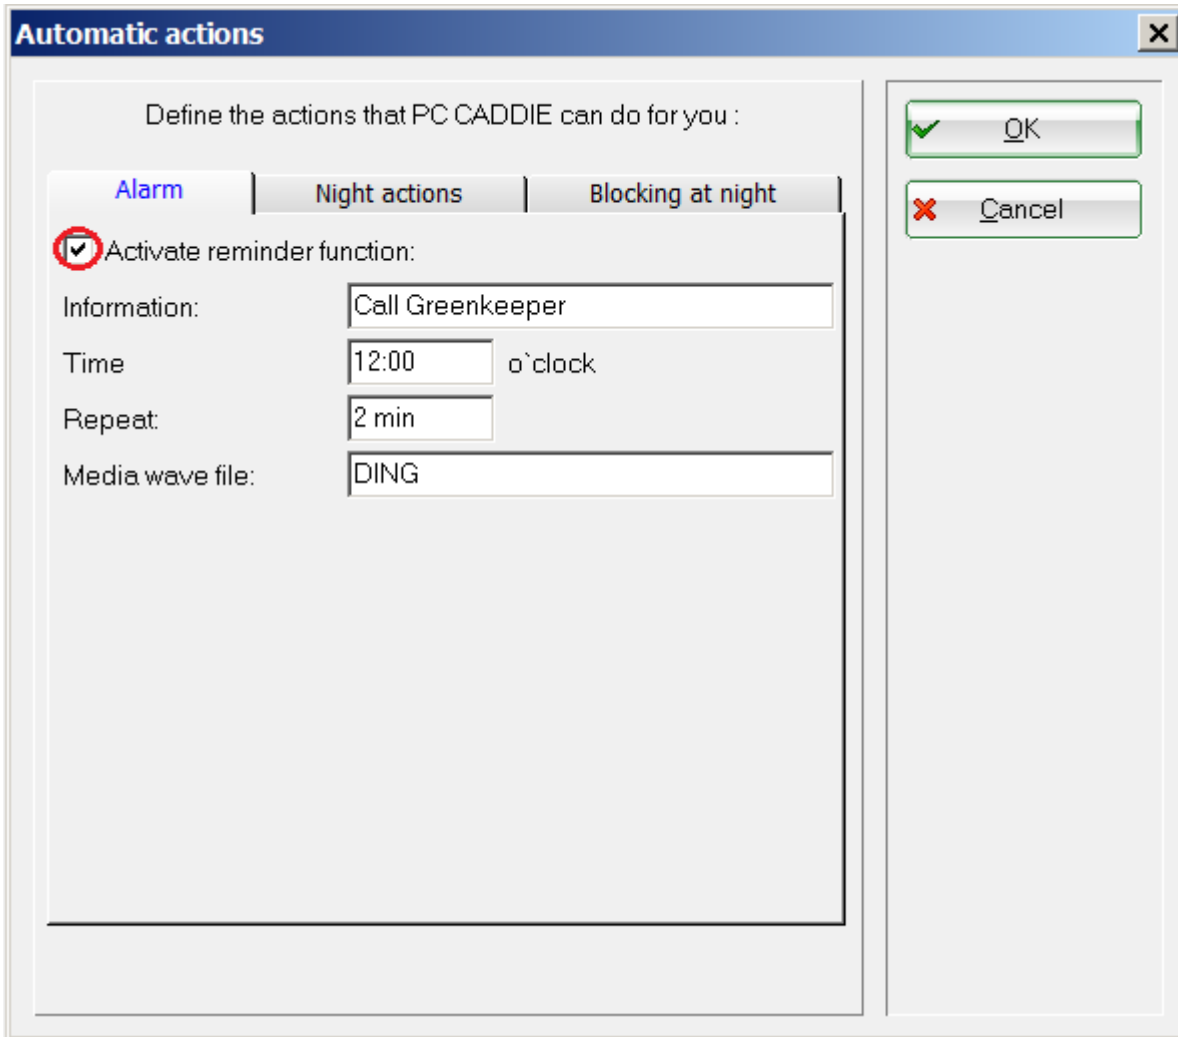 Automatic actions
Define the actions that PC CADDIE can do for you :
OK
Cancel
Alarm
Night actions
Blocking at night
Activate reminder function:
Information:
Call Greenkeeper
Time
12:00
o`clock
Repeat:
2 min
Media wave file:
DING